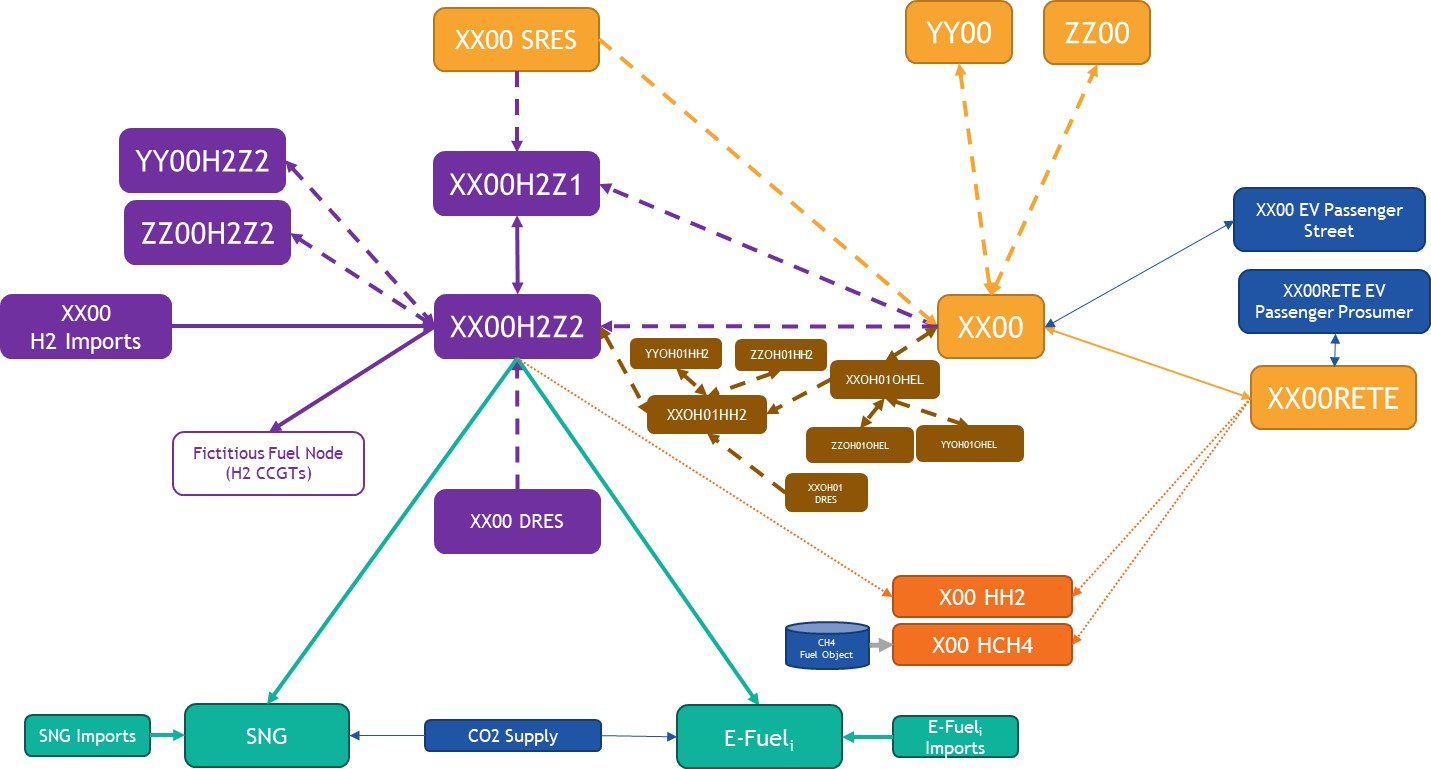 XX00 SRES
YY00
ZZ00
YY00H2Z2
XX00H2Z1
ZZ00H2Z2
XX00 EV Passenger
Street
XX00RETE EV
Passenger Prosumer
XX00
H2 Imports
XX00H2Z2
XX00
YYOH01HH2
ZZOH01HH2
XXOH01OHEL
XXOH01HH2
XX00RETE
ZZOH01OHEL
YYOH01OHEL
Fictitious Fuel Node
(H2 CCGTs)
XXOH01
DRES
XX00 DRES
X00 HH2
CH4
Fuel Object
X00 HCH4
SNG Imports
SNG
CO2 Supply
E-Fueli
E-Fueli
Imports